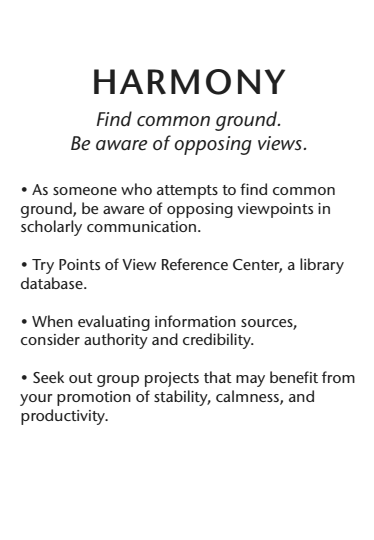 HARMONY
Find common ground.
Be aware of opposing views.
• As someone who attempts to find common
ground, be aware of opposing viewpoints in
scholarly communication.
• Try Points of View Reference Center, a library
database.
• When evaluating information sources,
consider authority and credibility.
• Seek out group projects that may benefit from
your promotion of stability, calmness, and
productivity.